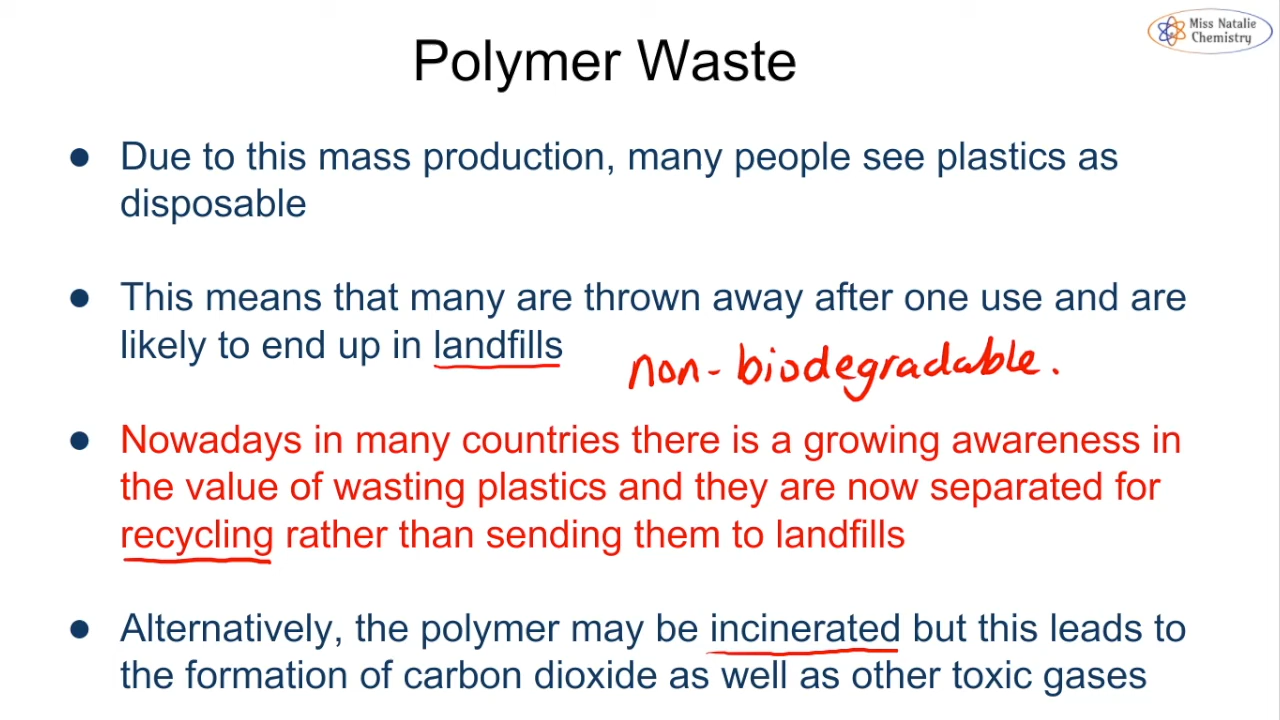 Miss Natalie
Chemistry
Polymer Waste
● Due to this mass production, many people see plastics as
disposable
● This means that many are thrown away after one use and are
likely to end up in landfills
non-biodegradable.
● Nowadays in many countries there is a growing awareness in
the value of wasting plastics and they are now separated for
recycling rather than sending them to landfills
● Alternatively, the polymer may be incinerated but this leads to
the formation of carbon dioxide as well as other toxic gases